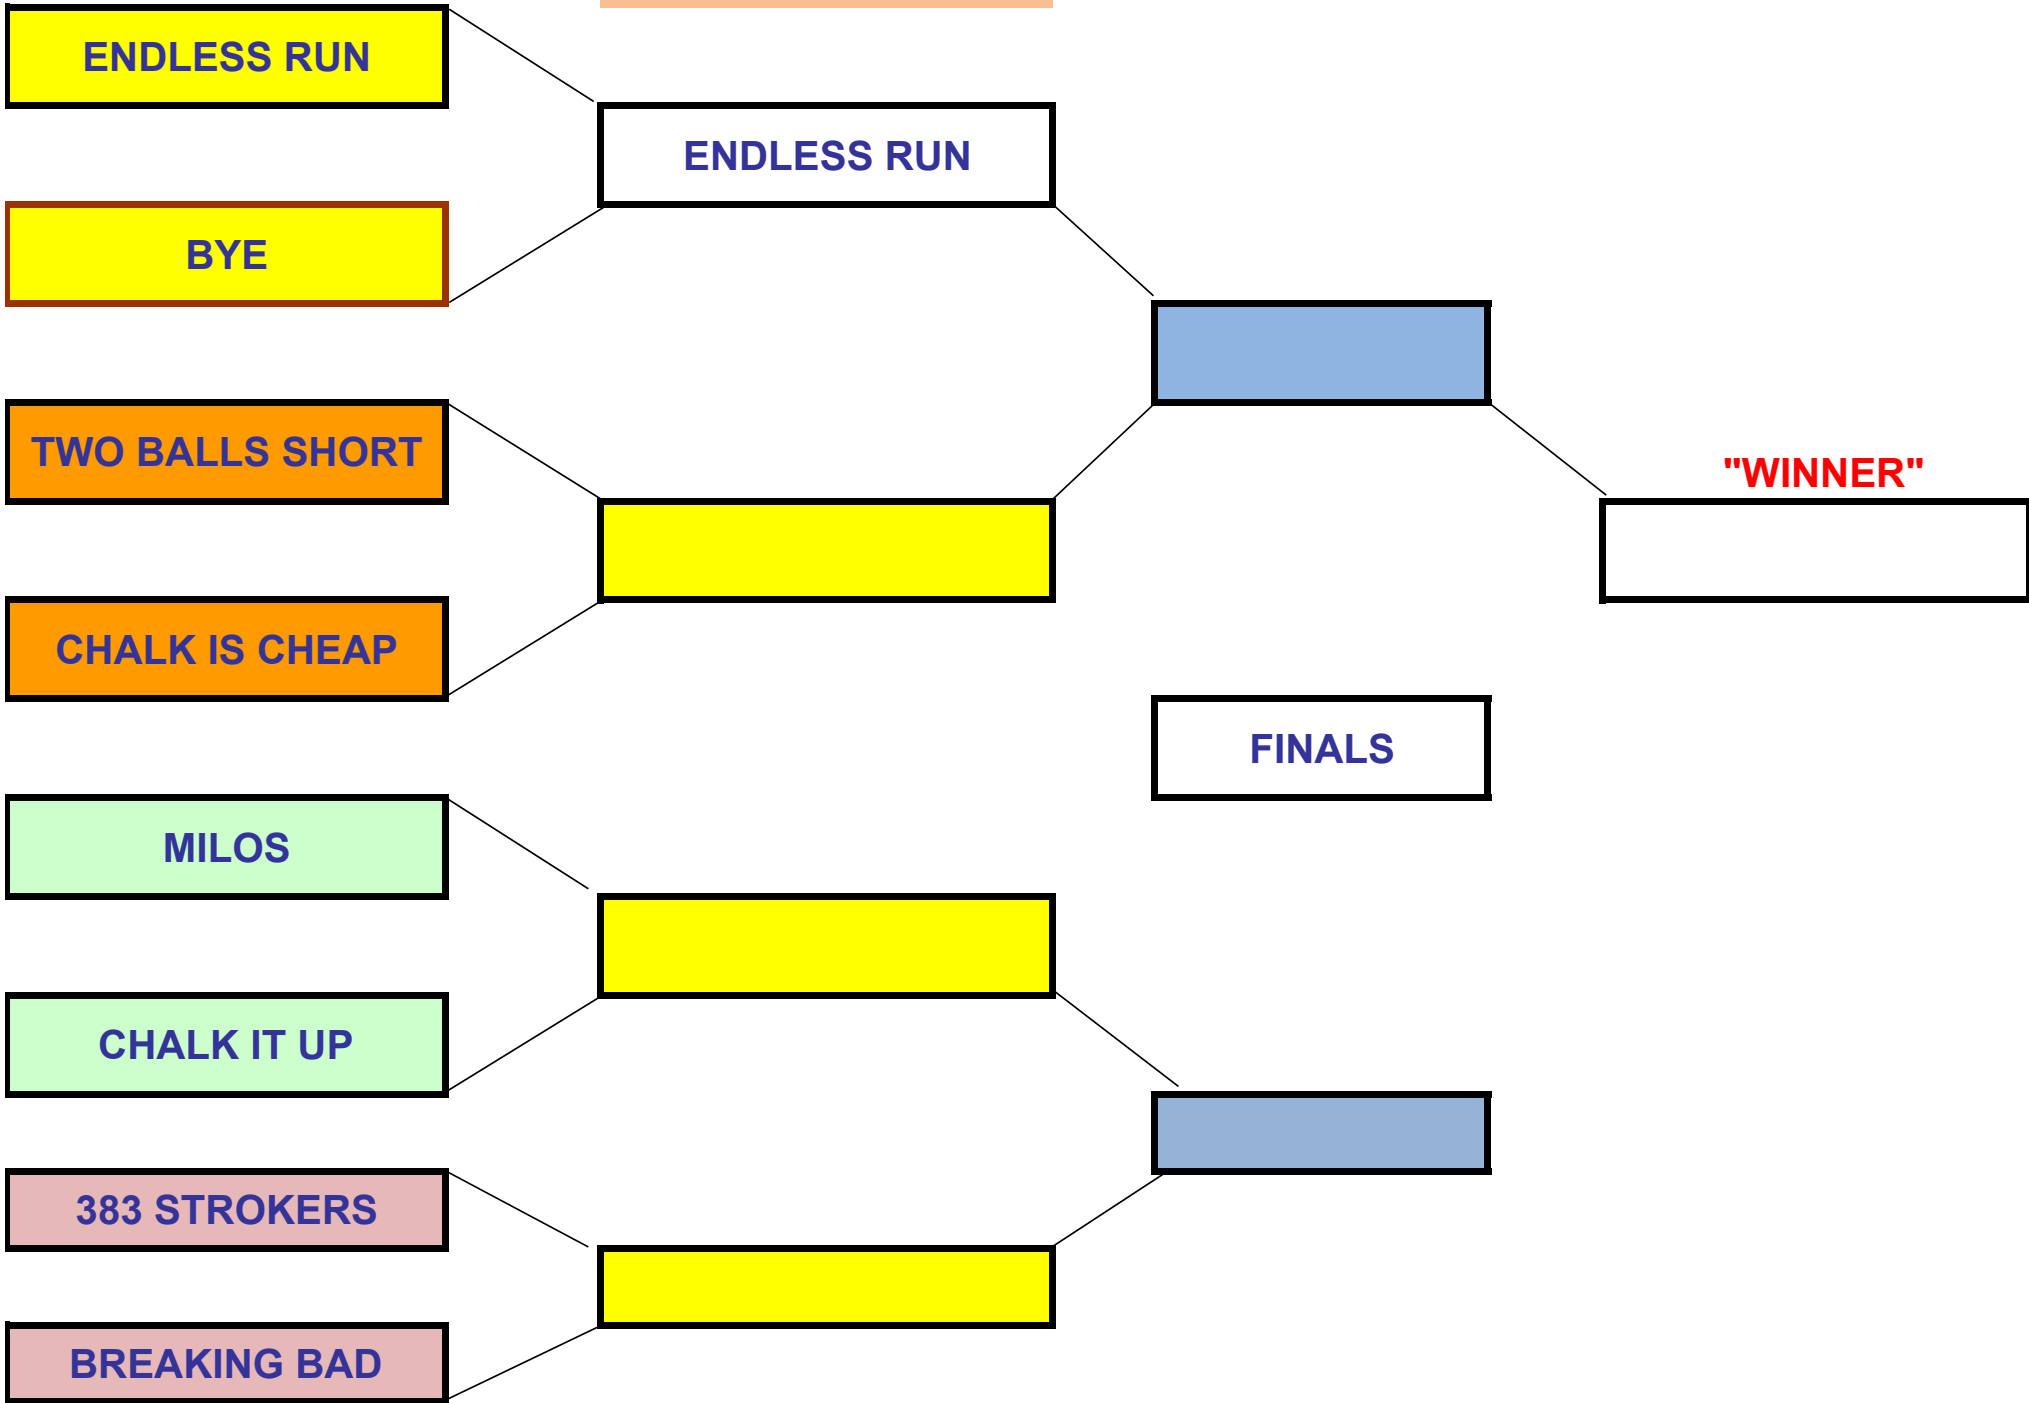 ENDLESS RUN
ENDLESS RUN
BYE
TWO BALLS SHORT
"WINNER"
CHALK IS CHEAP
FINALS
MILOS
CHALK IT UP
383 STROKERS
BREAKING BAD